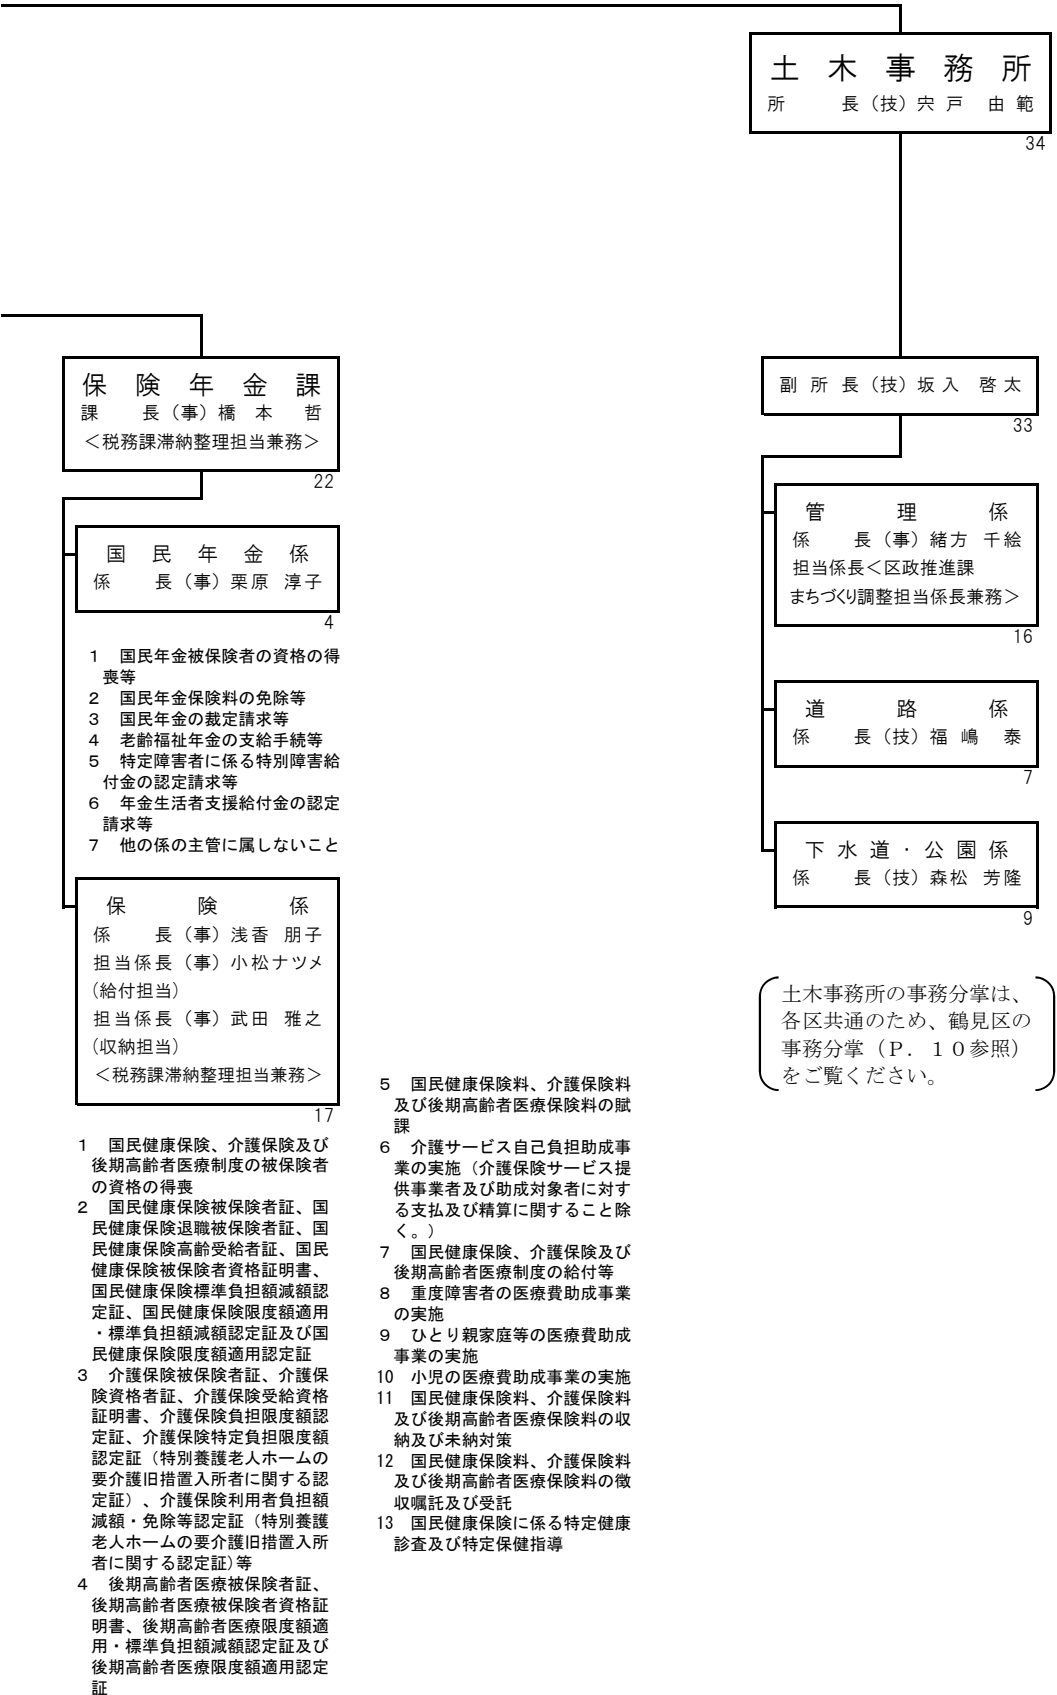 土木事務所
所　　長（技）宍戸　由範
34
保険年金課
課　　長（事）橋本　哲
＜税務課滞納整理担当兼務＞
22
国民年金係
係　　長（事）栗原　淳子
4
1　国民年金被保険者の資格の得
喪等
2　国民年金保険料の免除等
3　国民年金の裁定請求等
4　老齢福祉年金の支給手続等
5　特定障害者に係る特別障害給
付金の認定請求等
6　年金生活者支援給付金の認定
請求等
7　他の係の主管に属しないこと
保険係
係　　長（事）浅香　朋子
担当係長（事）小松ナツメ
(給付担当)
担当係長（事）武田　雅之
(収納担当)
＜税務課滞納整理担当兼務＞
17
1　国民健康保険、介護保険及び
後期高齢者医療制度の被保険者
の資格の得喪
2　国民健康保険被保険者証、国
民健康保険退職被保険者証、国
民健康保険高齢受給者証、国民
健康保険被保険者資格証明書、
国民健康保険標準負担額減額認
定証、国民健康保険限度額適用
・標準負担額減額認定証及び国
民健康保険限度額適用認定証
3　介護保険被保険者証、介護保
険資格者証、介護保険受給資格
証明書、介護保険負担限度額認
定証、介護保険特定負担限度額
認定証（特別養護老人ホームの
要介護旧措置入所者に関する認
定証）、介護保険利用者負担額
減額・免除等認定証（特別養護
老人ホームの要介護旧措置入所
者に関する認定証)等
4　後期高齢者医療被保険者証、
後期高齢者医療被保険者資格証
明書、後期高齢者医療限度額適
用・標準負担額減額認定証及び
後期高齢者医療限度額適用認定
証
5　国民健康保険料、介護保険料
及び後期高齢者医療保険料の賦
課
6　介護サービス自己負担助成事
業の実施（介護保険サービス提
供事業者及び助成対象者に対す
る支払及び精算に関すること除
く。）
7　国民健康保険、介護保険及び
後期高齢者医療制度の給付等
8　重度障害者の医療費助成事業
の実施
9　ひとり親家庭等の医療費助成
事業の実施
10　小児の医療費助成事業の実施
11　国民健康保険料、介護保険料
及び後期高齢者医療保険料の収
納及び未納対策
12　国民健康保険料、介護保険料
及び後期高齢者医療保険料の徴
収嘱託及び受託
13　国民健康保険に係る特定健康
診査及び特定保健指導
副所長（技）坂入　啓太
33
管理係
係　　長（事）緒方　千絵
担当係長＜区政推進課
まちづくり調整担当係長兼務＞
16
道路係
係　　長（技）福嶋　泰
7
下水道・公園係
係　　長（技）森松　芳隆
9
土木事務所の事務分掌は、
各区共通のため、鶴見区の
事務分掌（Ｐ．１０参照）
をご覧ください。